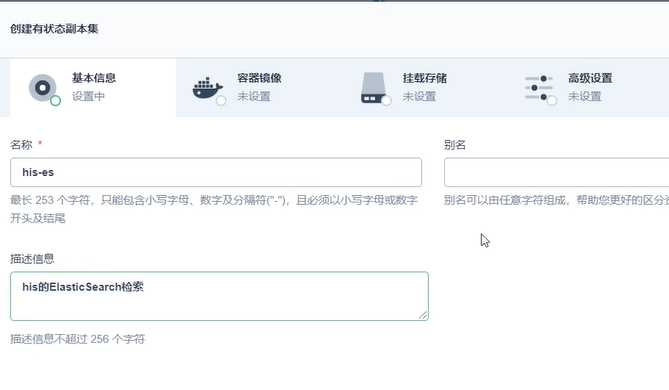 创建有状态副本集
基本信息
设置中
容器镜像
未设置
挂载存储
未设置
高级设置
未设置
名称 *
his-es
最长 253 个字符，只能包含小写字母、数字及分隔符("-")，且必须以小写字母或数字
开头及结尾
别名
别名可以由任意字符组成，帮助您更好的区分资
描述信息
his的ElasticSearch检索
描述信息不超过 256 个字符